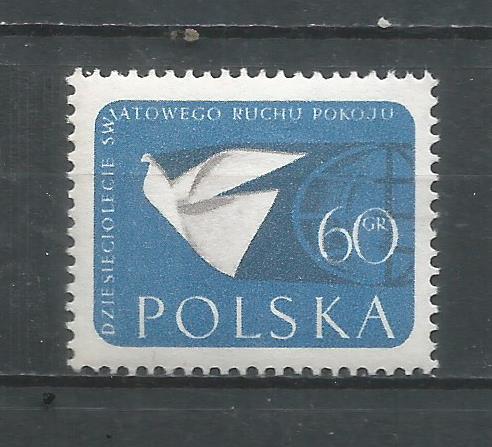 DZIESIĘCIOLECIE ŚWIATOWEGO RUCHU POKOJU
60 GR
POLSKA